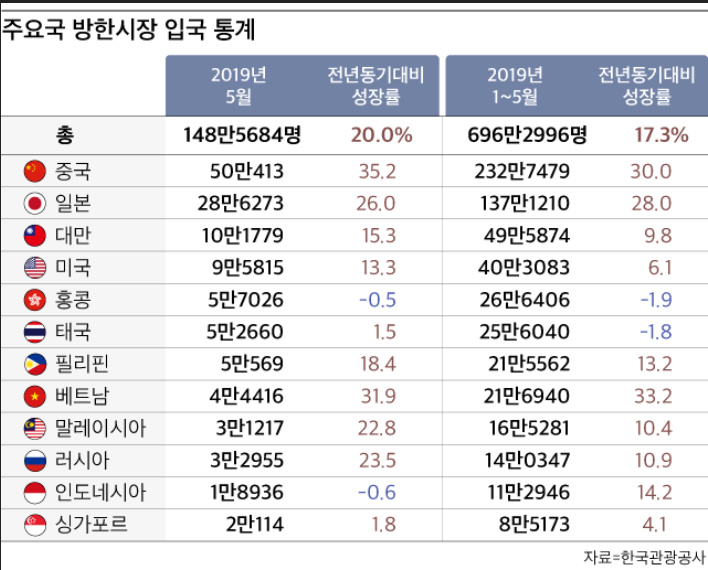 주요국 방한시장 입국 통계
2019년 전년동기대비 2019년 전년동기대비
5월 성장률 1~5월 성장률
총 148만5684명 20.0% 696만2996명 17.3%
중국 50만413 35.2 232만7479 30.0
일본 28만6273 26.0 137만1210 28.0
대만 10만1779 15.3 49만5874 9.8
미국 9만5815 13.3 40만3083 6.1
홍콩 5만7026 -0.5 26만6406 -1.9
태국 5만2660 1.5 25만6040 -1.8
필리핀 5만569 18.4 21만5562 13.2
베트남 4만4416 31.9 21만6940 33.2
말레이시아 3만1217 22.8 16만5281 10.4
러시아 3만2955 23.5 14만0347 10.9
인도네시아 1만8936 -0.6 11만2946 14.2
싱가포르 2만114 1.8 8만5173 4.1
자료=한국관광공사